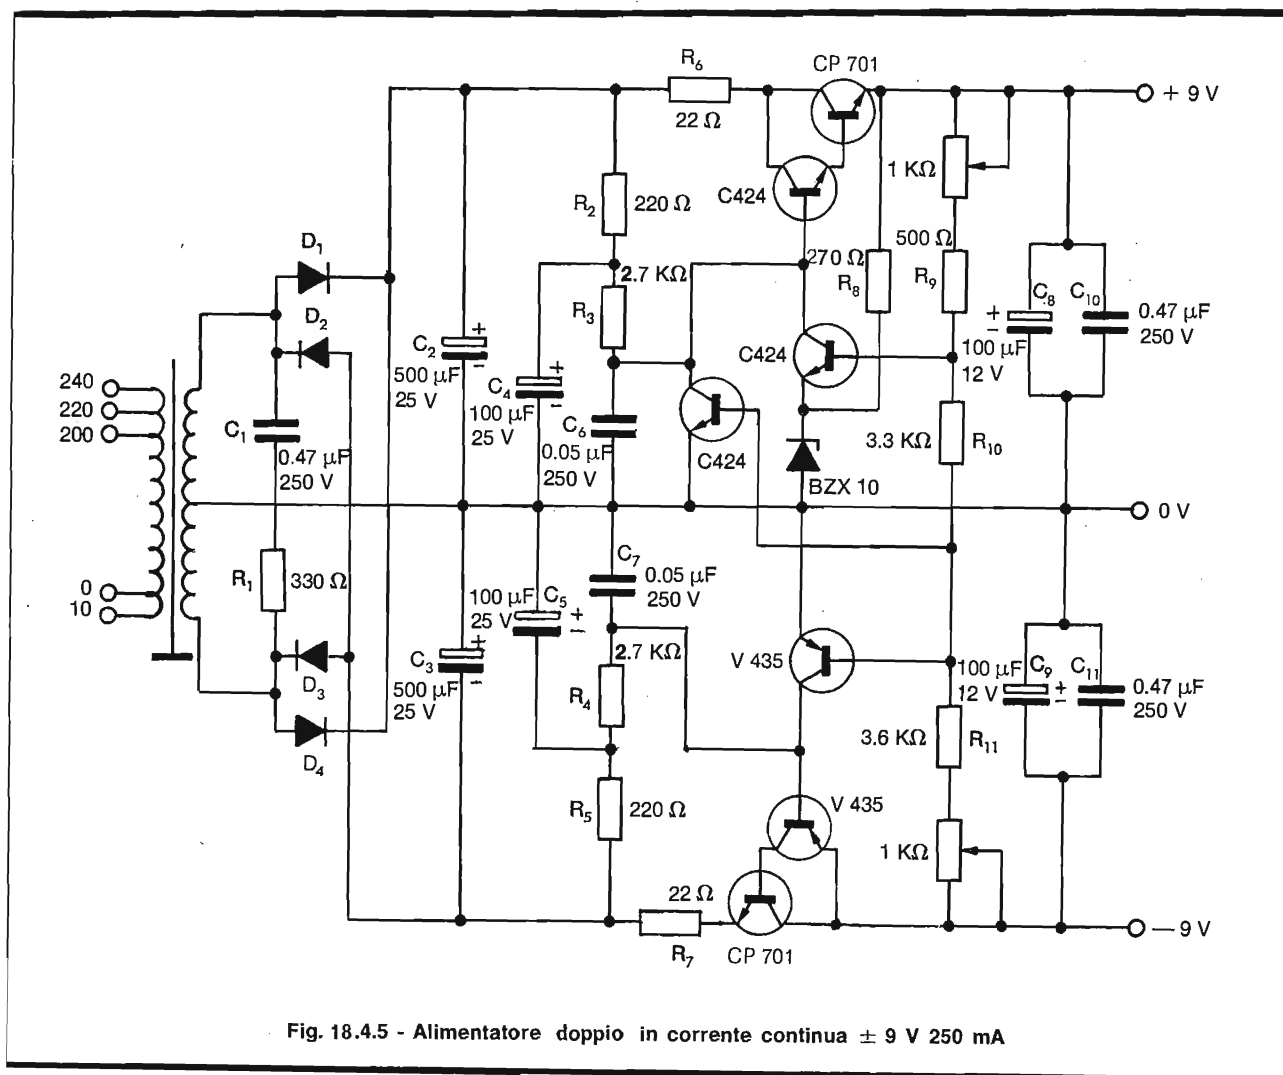 R6
22 Ω
CP 701
+ 9 V
C424
1 KΩ
R2
220 Ω
2.7 KΩ
R3
270 Ω
R8
500 Ω
R9
D1
D2
C2
+
-
500 µF
25 V
C4
+
-
100 µF
25 V
C6
0.05 µF
250 V
C424
C424
BZX 10
3.3 KΩ
R10
C8
+
-
100 µF
12 V
C10
0.47 µF
250 V
240
220
200
0
10
C1
0.47 µF
250 V
R1
330 Ω
0 V
C7
0.05 µF
250 V
100 µF
25 V
C5
+
-
2.7 KΩ
R4
C3
+
-
500 µF
25 V
D3
D4
V 435
100 µF
12 V
C9
+
-
C11
0.47 µF
250 V
3.6 KΩ
R11
R5
220 Ω
V 435
1 KΩ
22 Ω
R7
CP 701
— 9 V
Fig. 18.4.5 - Alimentatore doppio in corrente continua ± 9 V 250 mA